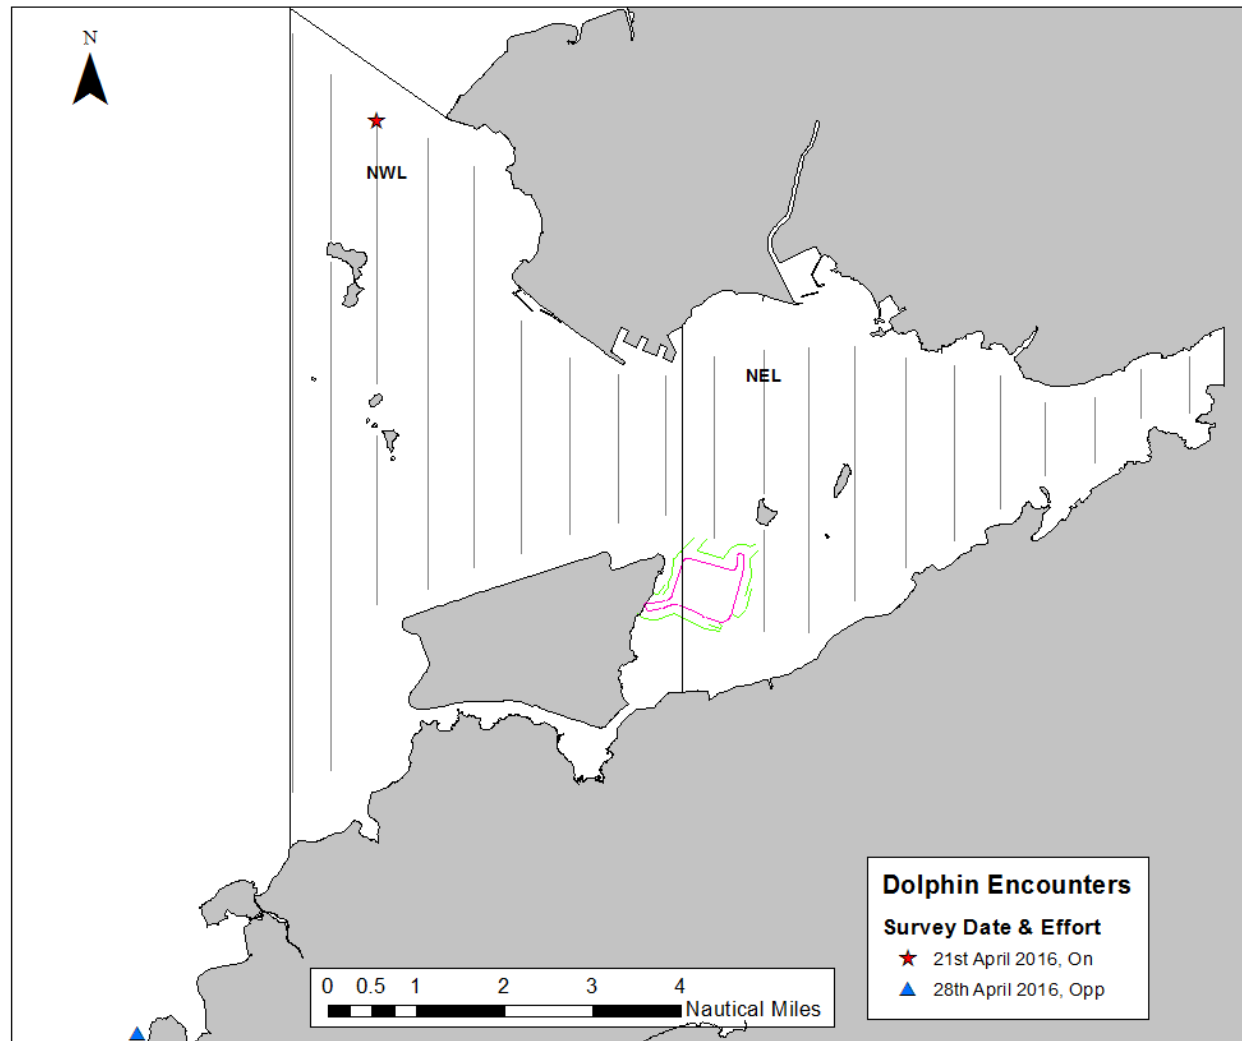 N
NWL
NEL
Dolphin Encounters
Survey Date & Effort
21st April 2016, On
28th April 2016, Opp
0 0.5 1 2 3 4
Nautical Miles